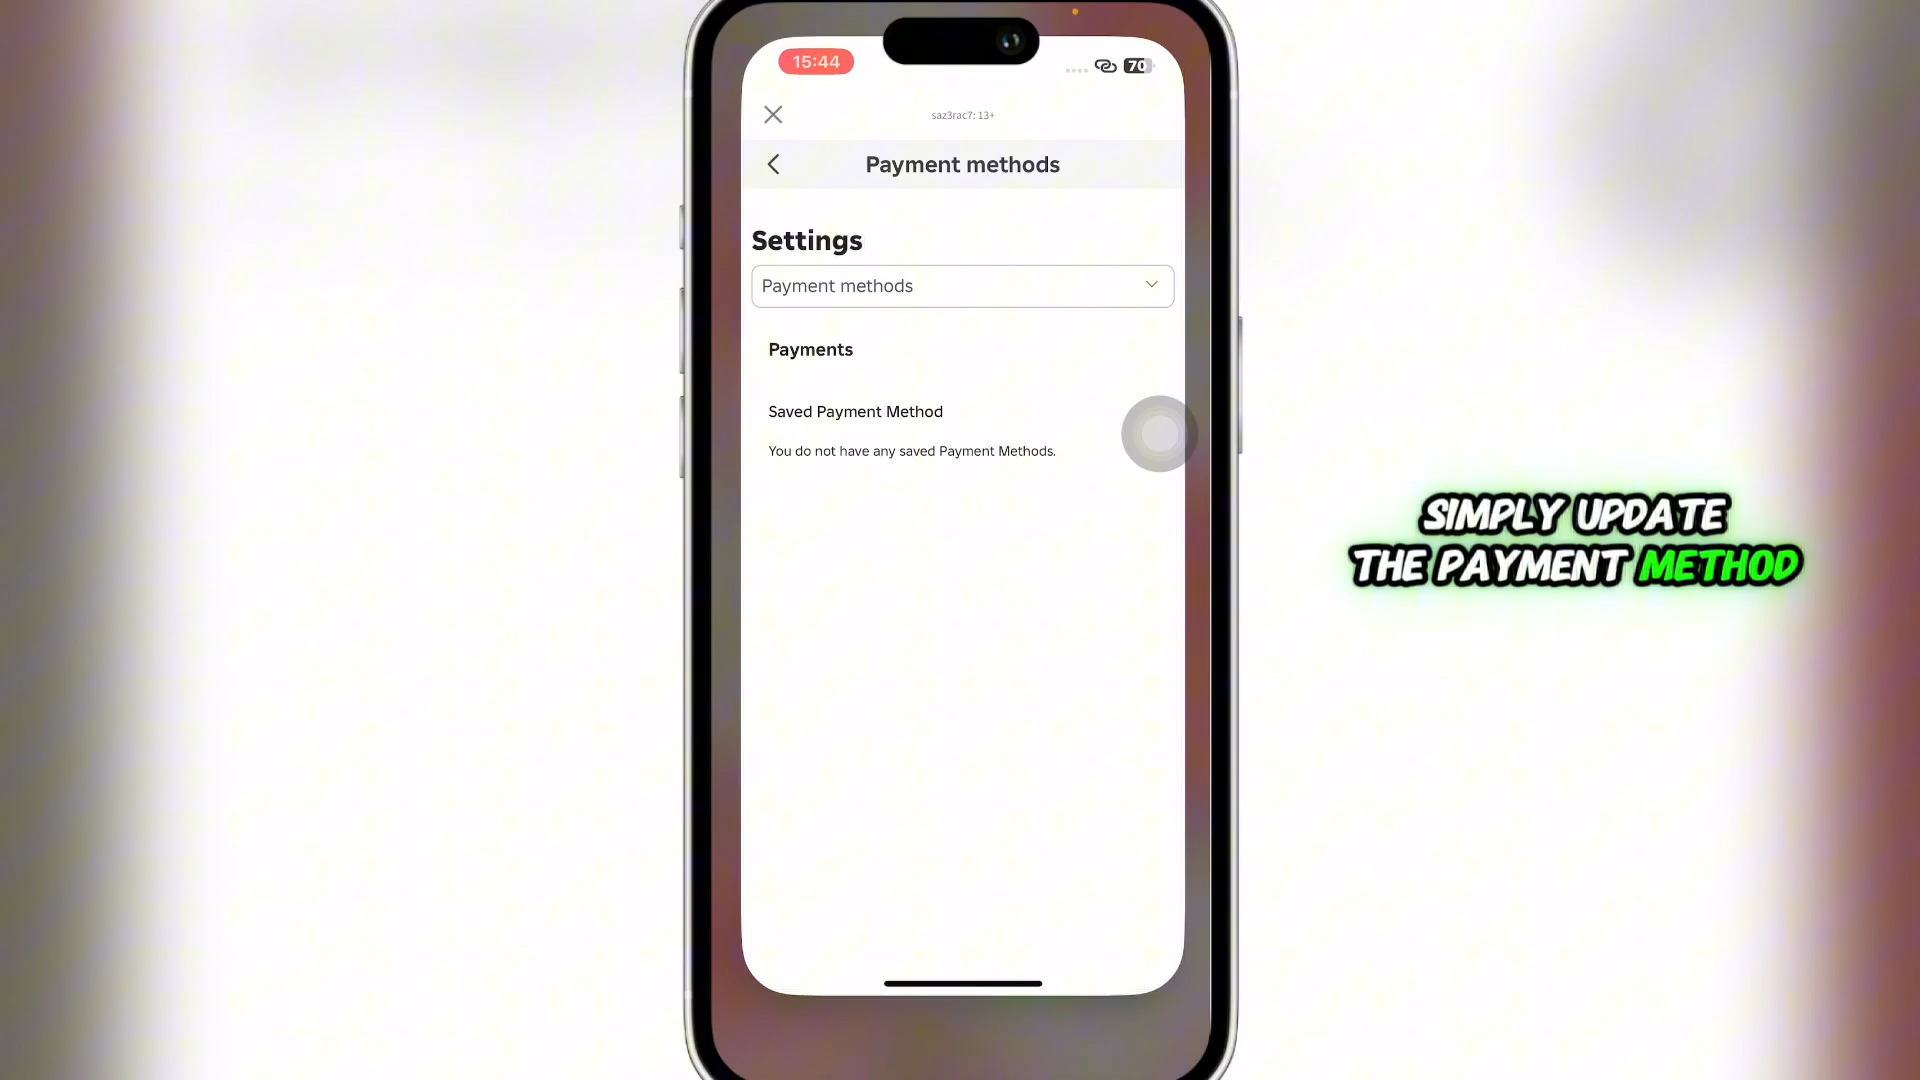 15:44
70
saz3rac7: 13+
Payment methods
Settings
Payment methods
Payments
Saved Payment Method
You do not have any saved Payment Methods.
SIMPLY UPDATE
THE PAYMENT METHOD